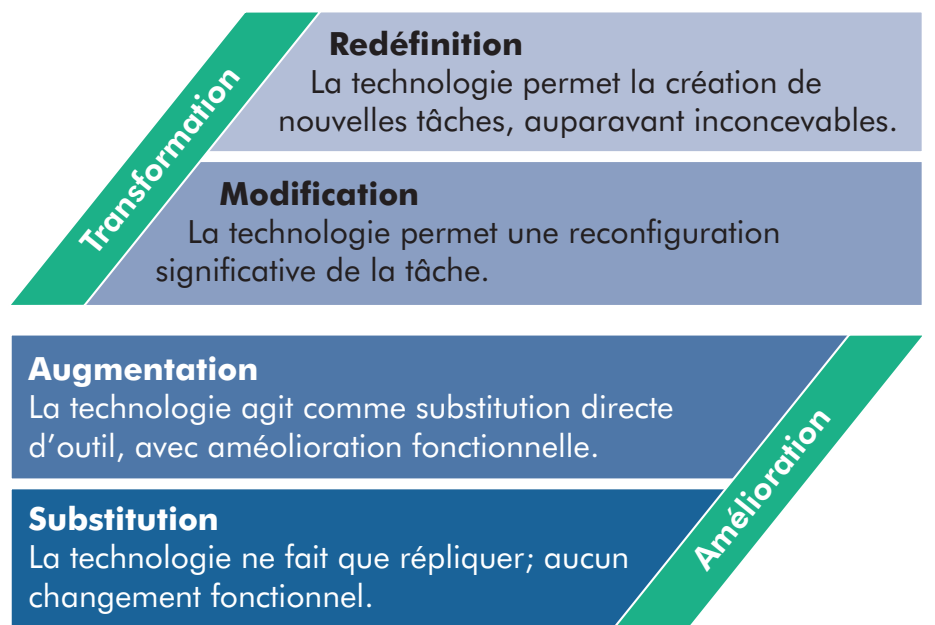 Transformation
Redéfinition
La technologie permet la création de
nouvelles tâches, auparavant inconcevables.
Modification
La technologie permet une reconfiguration
significative de la tâche.
Augmentation
La technologie agit comme substitution directe
d’outil, avec améolioration fonctionnelle.
Substitution
La technologie ne fait que répliquer; aucun
changement fonctionnel.
Amélioration